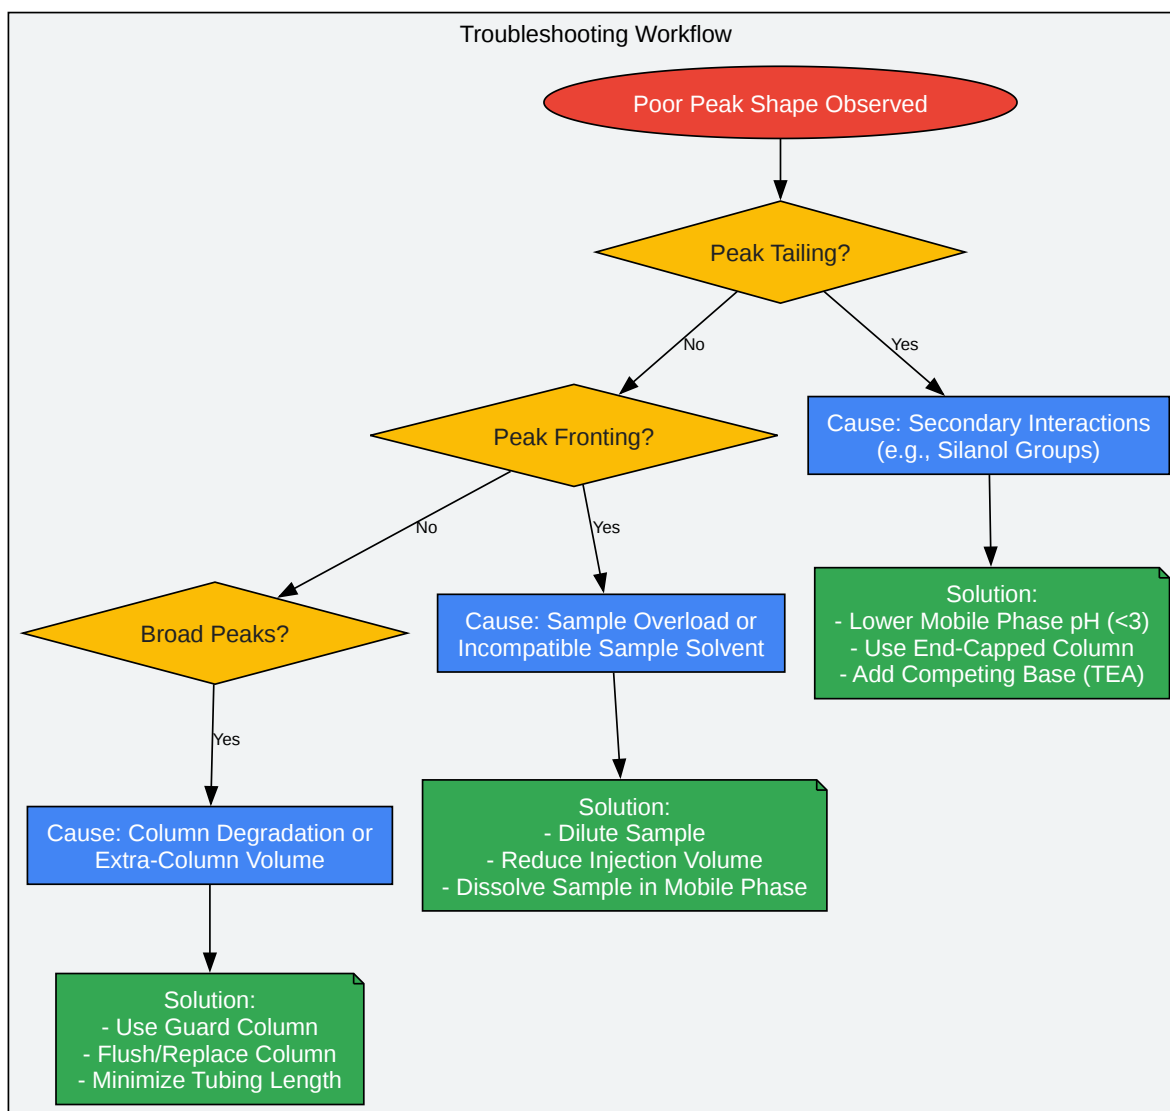 Troubleshooting Workflow
Poor Peak Shape Observed
Peak Tailing?
No
Yes
Peak Fronting?
Cause: Secondary Interactions
(e.g., Silanol Groups)
No
Yes
Solution:
- Lower Mobile Phase pH (<3)
- Use End-Capped Column
- Add Competing Base (TEA)
Broad Peaks?
Cause: Sample Overload or
Incompatible Sample Solvent
Yes
Solution:
- Dilute Sample
- Reduce Injection Volume
- Dissolve Sample in Mobile Phase
Cause: Column Degradation or
Extra-Column Volume
Solution:
- Use Guard Column
- Flush/Replace Column
- Minimize Tubing Length